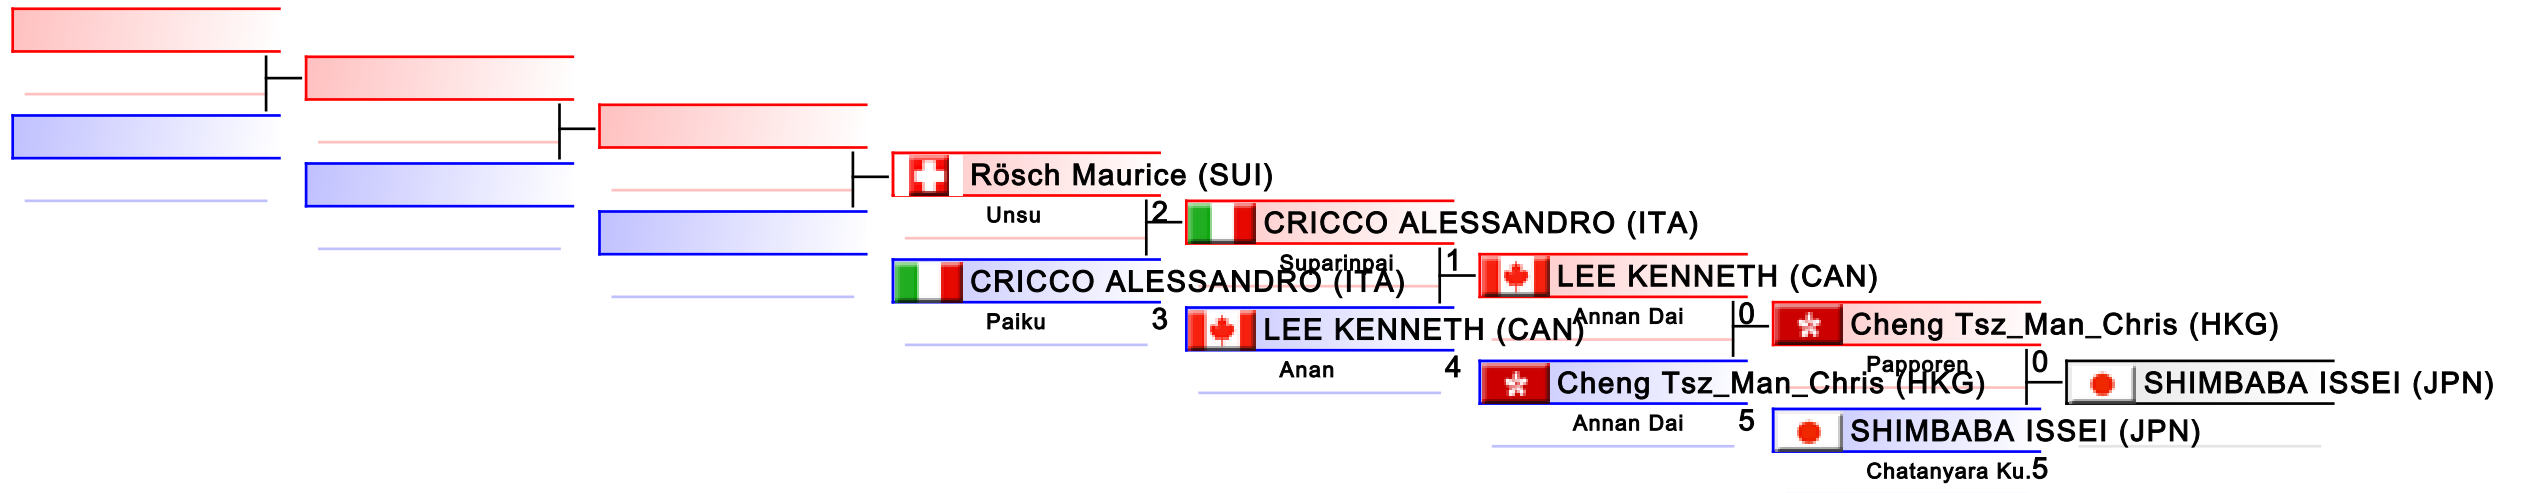 Rösch Maurice (SUI)
Unsu
2
CRICCO ALESSANDRO (ITA)
Paiku
3
CRICCO ALESSANDRO (ITA)
Suparinpai
1
LEE KENNETH (CAN)
Anan
4
LEE KENNETH (CAN)
Annan Dai
0
Cheng Tsz_Man_Chris (HKG)
Annan Dai
5
Cheng Tsz_Man_Chris (HKG)
Papporen
0
SHIMBABA ISSEI (JPN)
Chatanyara Ku.
5
SHIMBABA ISSEI (JPN)